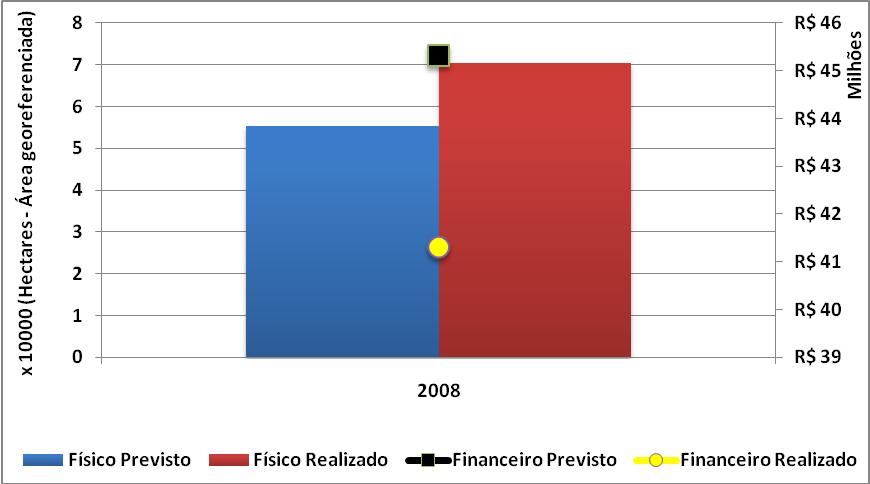 x 10000 (Hectares - Área georeferenciada)
8
7
6
5
4
3
2
1
0
R$ 46
R$ 45
R$ 44
R$ 43
R$ 42
R$ 41
R$ 40
R$ 39
Milhões
2008
Físico Previsto
Físico Realizado
Financeiro Previsto
Financeiro Realizado